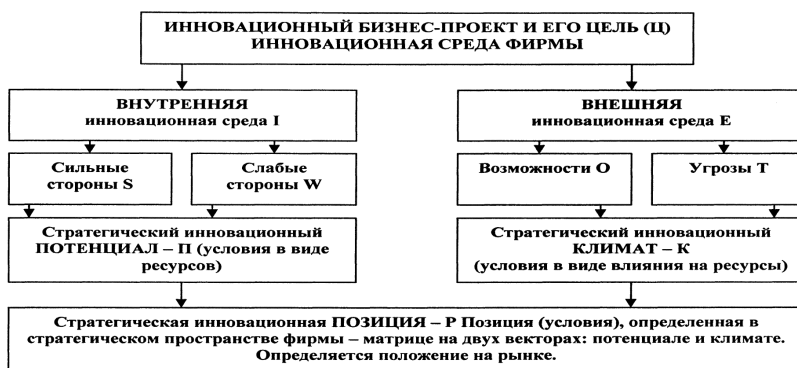 ИННОВАЦИОННЫЙ БИЗНЕС-ПРОЕКТ И ЕГО ЦЕЛЬ (Ц)
ИННОВАЦИОННАЯ СРЕДА ФИРМЫ
ВНУТРЕННЯЯ
инновационная среда I
ВНЕШНЯЯ
инновационная среда E
Сильные
стороны S
Слабые
стороны W
Возможности О
Угрозы Т
Стратегический инновационный
ПОТЕНЦИАЛ – П (условия в виде
ресурсов)
Стратегический инновационный
КЛИМАТ – К
(условия в виде влияния на ресурсы)
Стратегическая инновационная ПОЗИЦИЯ – Р Позиция (условия), определенная в
стратегическом пространстве фирмы – матрице на двух векторах: потенциале и климате.
Определяется положение на рынке.